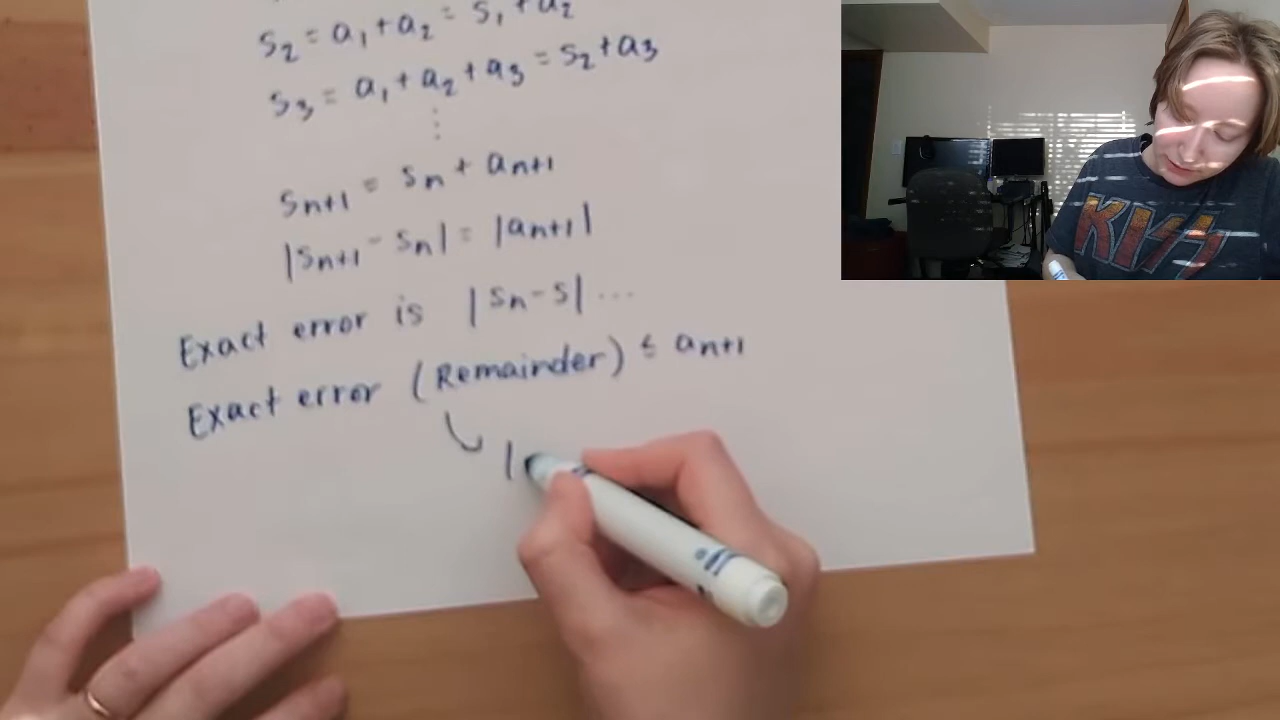 s₂ = a₁ + a₂ = s₁ + a₂
s₃ = a₁ + a₂ + a₃ = s₂ + a₃
⋮
sₙ₊₁ = sₙ + aₙ₊₁
|sₙ₊₁ - sₙ| = |aₙ₊₁|
Exact error is |sₙ - s| ...
Exact error (Remainder) ≤ aₙ₊₁
|
KISS